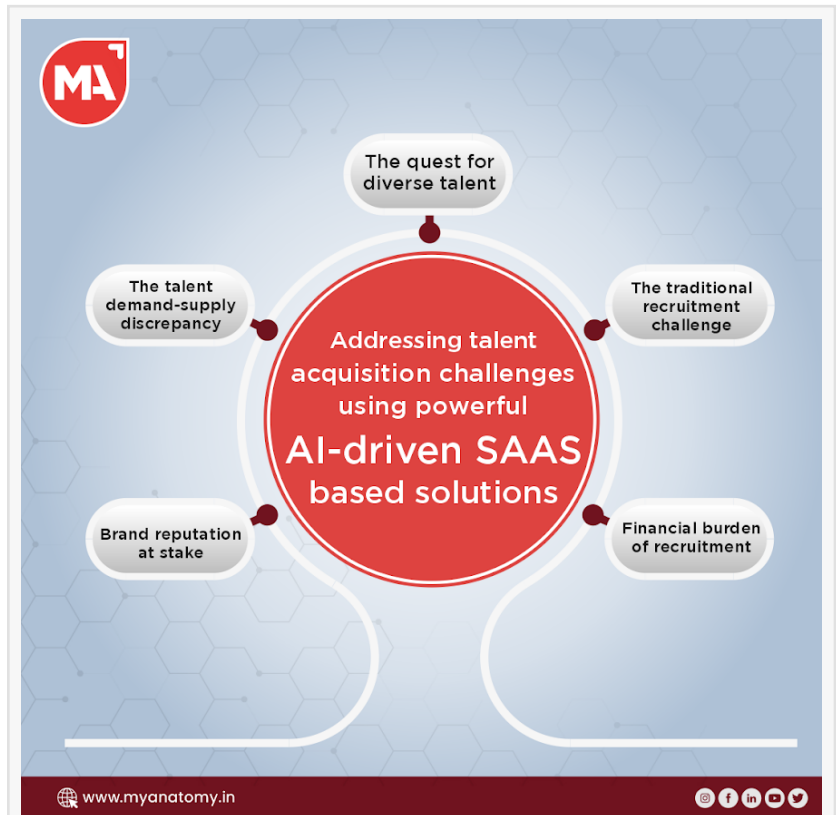 MA
The quest for
diverse talent
The talent
demand-supply
discrepancy
The traditional
recruitment
challenge
Addressing talent
acquisition challenges
using powerful
AI-driven SAAS
based solutions
Brand reputation
at stake
Financial burden
of recruitment
www.myanatomy.in